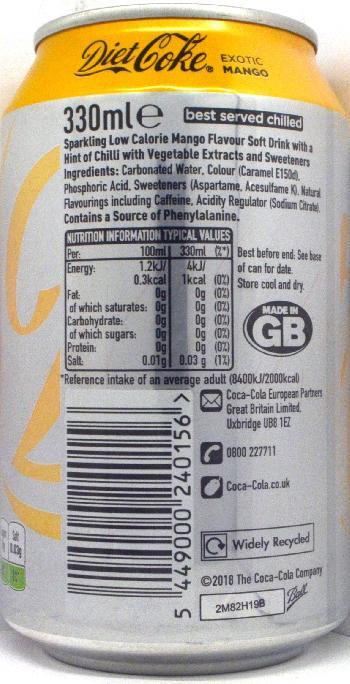 Diet Coke® EXOTIC MANGO
330ml ℮ best served chilled
Sparkling Low Calorie Mango Flavour Soft Drink with a
Hint of Chilli with Vegetable Extracts and Sweeteners
Ingredients: Carbonated Water, Colour (Caramel E150d),
Phosphoric Acid, Sweeteners (Aspartame, Acesulfame K), Natural
Flavourings including Caffeine, Acidity Regulator (Sodium Citrate).
Contains a Source of Phenylalanine.
NUTRITION INFORMATION TYPICAL VALUES
Per: 100ml 330ml (%*)
Energy: 1.2kJ/ 4kJ/
0.3kcal 1kcal (0%)
Fat: 0g 0g (0%)
of which saturates: 0g 0g (0%)
Carbohydrate: 0g 0g (0%)
of which sugars: 0g 0g (0%)
Protein: 0g 0g (0%)
Salt: 0.01g 0.03 g (1%)
*Reference intake of an average adult (8400kJ/2000kcal)
Best before end: See base
of can for date.
Store cool and dry.
MADE IN
GB
Coca-Cola European Partners
Great Britain Limited,
Uxbridge UB8 1EZ
0800 227711
Coca-Cola.co.uk
Widely Recycled
©2018 The Coca-Cola Company
2M82H19B Ball
5 449000 240156 >
Salt
0.03g